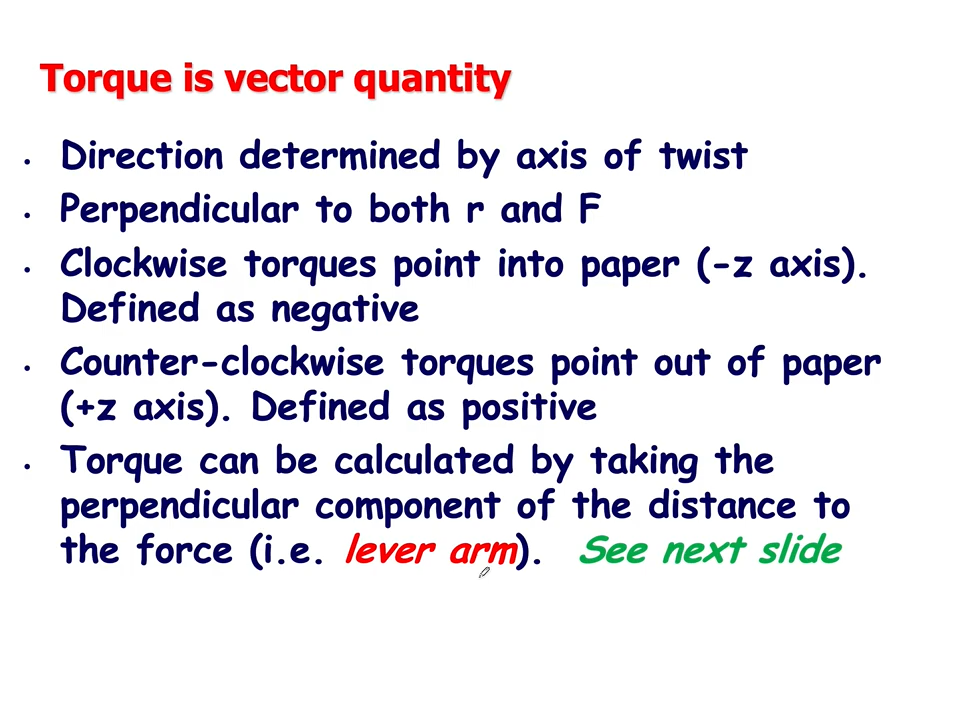 Torque is vector quantity
• Direction determined by axis of twist
• Perpendicular to both r and F
• Clockwise torques point into paper (-z axis).
Defined as negative
• Counter-clockwise torques point out of paper
(+z axis). Defined as positive
• Torque can be calculated by taking the
perpendicular component of the distance to
the force (i.e. lever arm). See next slide